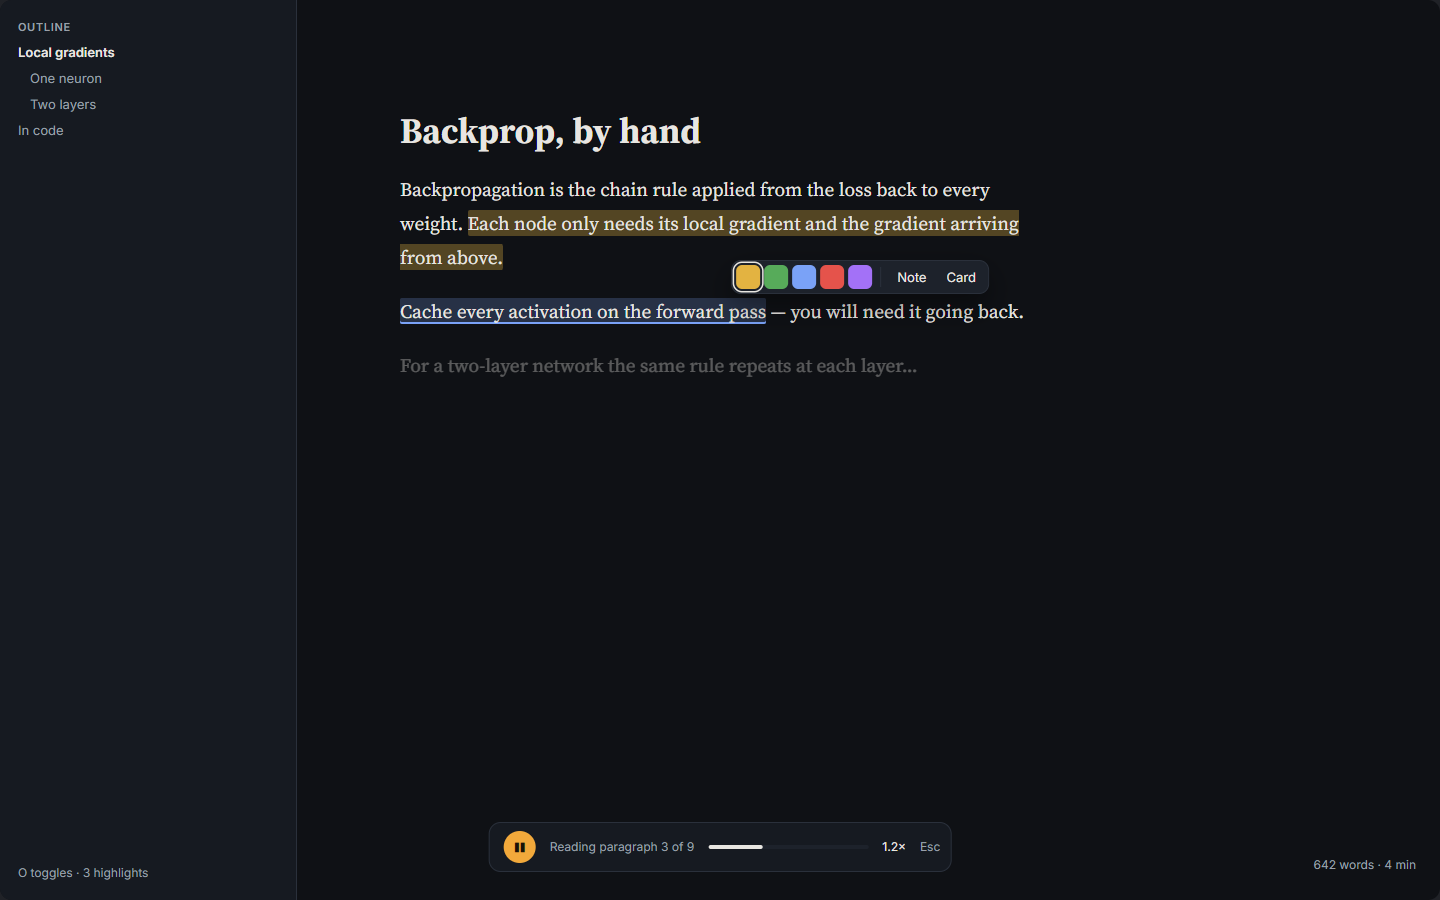 OUTLINE
Local gradients
One neuron
Two layers
In code
O toggles · 3 highlights
Backprop, by hand
Backpropagation is the chain rule applied from the loss back to every
weight. Each node only needs its local gradient and the gradient arriving
from above.
Note Card
Cache every activation on the forward pass — you will need it going back.
For a two-layer network the same rule repeats at each layer...
Reading paragraph 3 of 9 1.2× Esc
642 words · 4 min